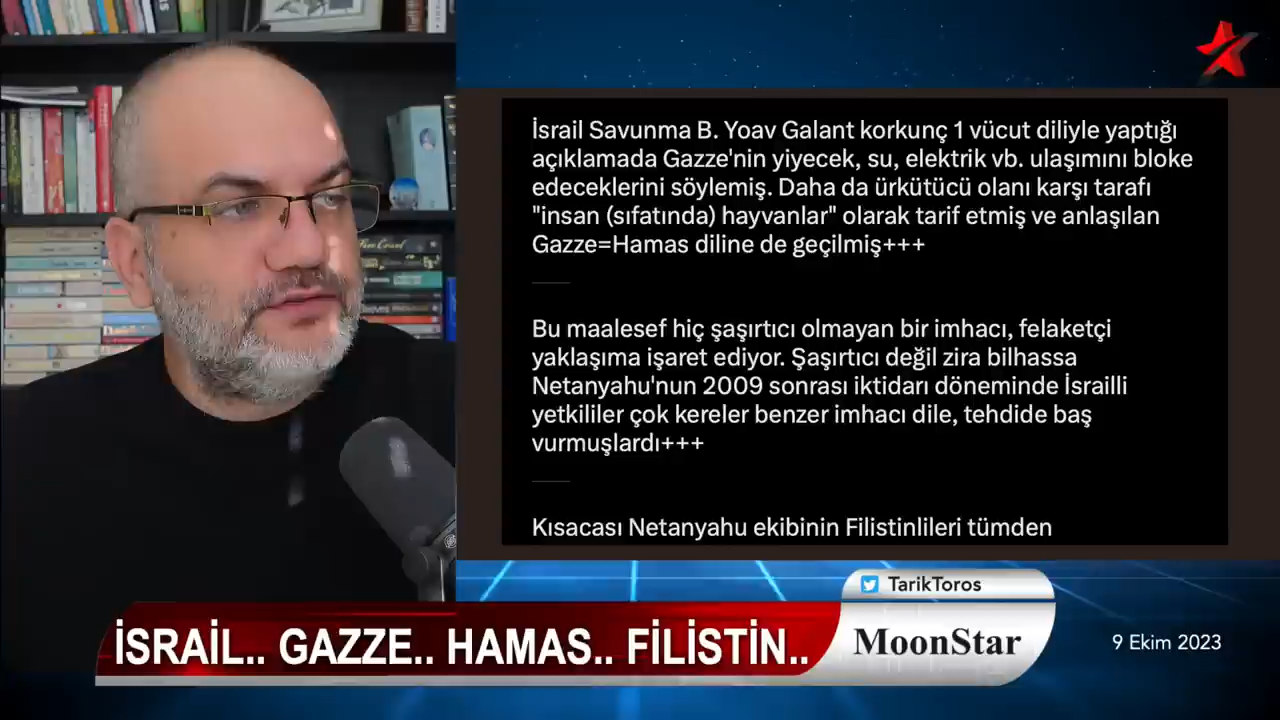 İsrail Savunma B. Yoav Galant korkunç 1 vücut diliyle yaptığı
açıklamada Gazze'nin yiyecek, su, elektrik vb. ulaşımını bloke
edeceklerini söylemiş. Daha da ürkütücü olanı karşı tarafı
"insan (sıfatında) hayvanlar" olarak tarif etmiş ve anlaşılan
Gazze=Hamas diline de geçilmiş+++
Bu maalesef hiç şaşırtıcı olmayan bir imhacı, felaketçi
yaklaşıma işaret ediyor. Şaşırtıcı değil zira bilhassa
Netanyahu'nun 2009 sonrası iktidarı döneminde İsrailli
yetkililer çok kereler benzer imhacı dile, tehdide baş
vurmuşlardı+++
Kısacası Netanyahu ekibinin Filistinlileri tümden
TarikToros
İSRAİL.. GAZZE.. HAMAS.. FİLİSTİN..
MoonStar
9 Ekim 2023